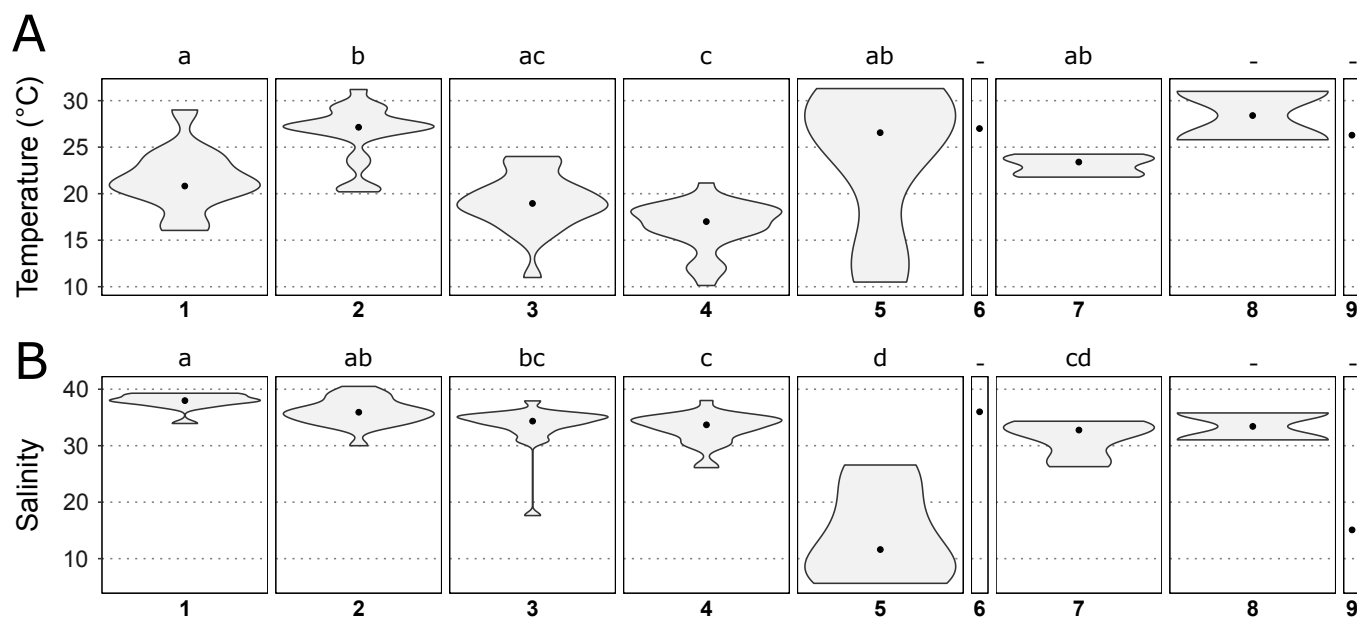 A
a b ac c ab - ab - -
Temperature (°C)
30
25
20
15
10
1 2 3 4 5 6 7 8 9
B
a ab bc c d - cd - -
Salinity
40
30
20
10
1 2 3 4 5 6 7 8 9